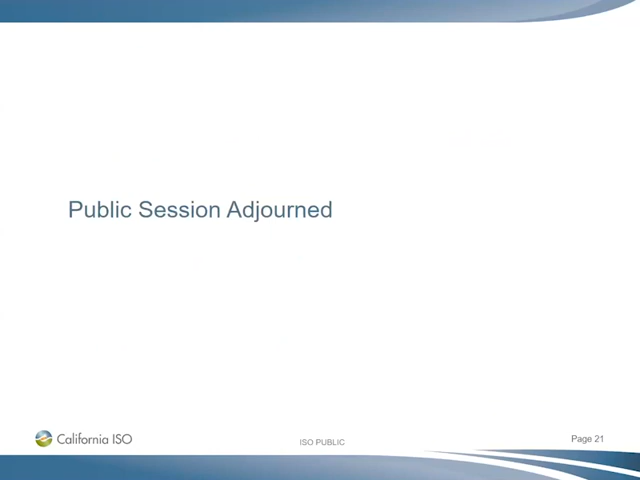 Public Session Adjourned
California ISO
ISO PUBLIC
Page 21